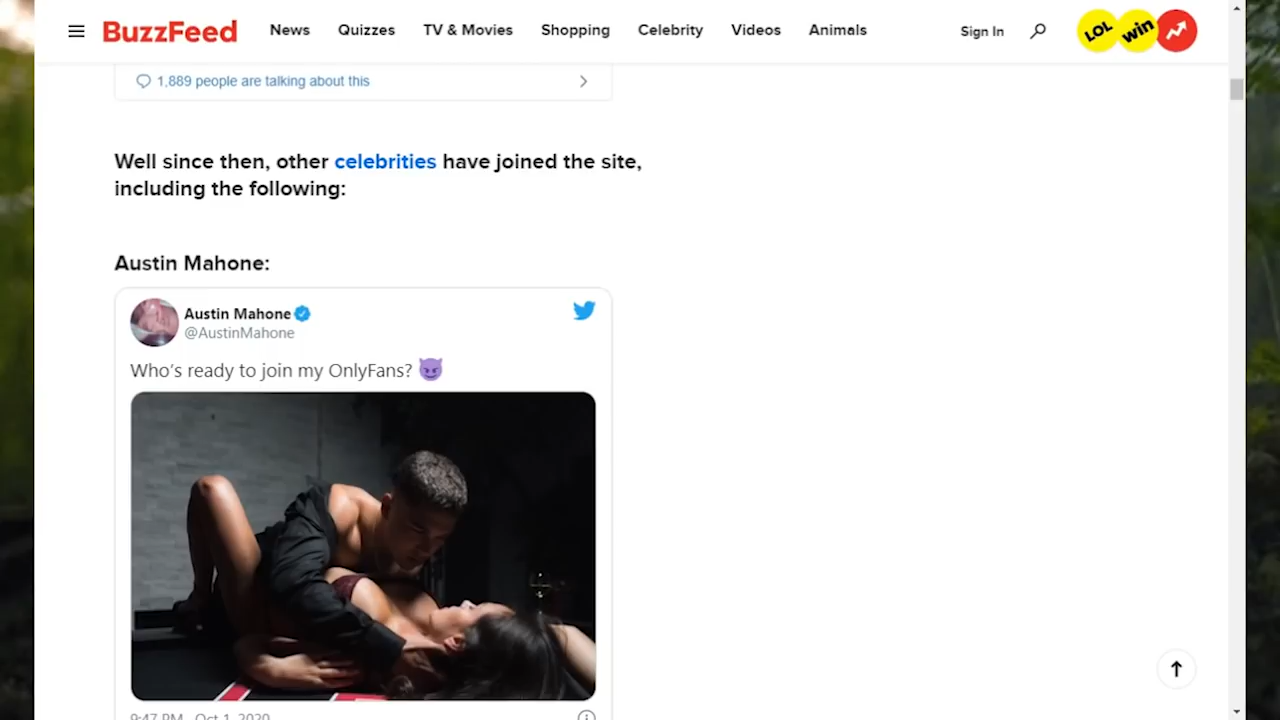 BuzzFeed News Quizzes TV & Movies Shopping Celebrity Videos Animals Sign In LOL win
1,889 people are talking about this
Well since then, other celebrities have joined the site,
including the following:
Austin Mahone:
Austin Mahone
@AustinMahone
Who's ready to join my OnlyFans? 😈
9:47 PM · Oct 1, 2020